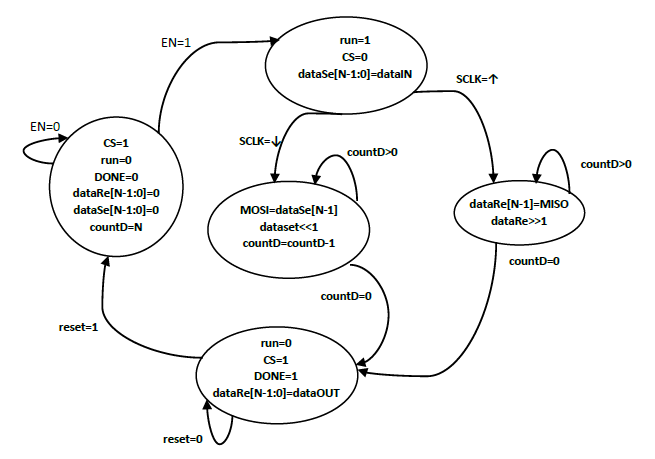 EN=1
run=1
CS=0
dataSe[N-1:0]=dataIN
SCLK=↑
EN=0
CS=1
run=0
DONE=0
dataRe[N-1:0]=0
dataSe[N-1:0]=0
countD=N
SCLK=↓
countD>0
countD>0
MOSI=dataSe[N-1]
dataset<<1
countD=countD-1
dataRe[N-1]=MISO
dataRe>>1
countD=0
countD=0
reset=1
run=0
CS=1
DONE=1
dataRe[N-1:0]=dataOUT
reset=0